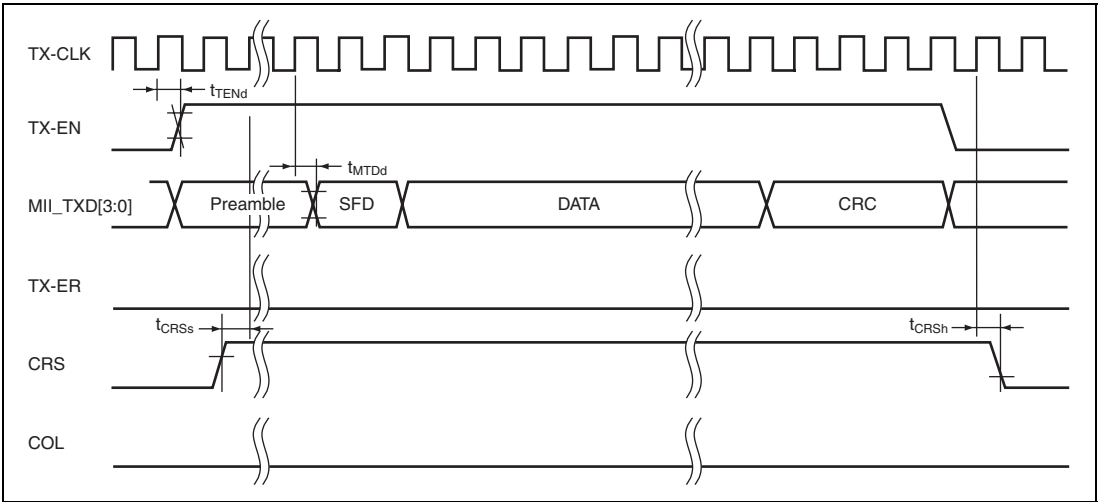 TX-CLK
tTENd
TX-EN
tMTDd
MII_TXD[3:0]
Preamble
SFD
DATA
CRC
TX-ER
tCRSs
tCRSh
CRS
COL